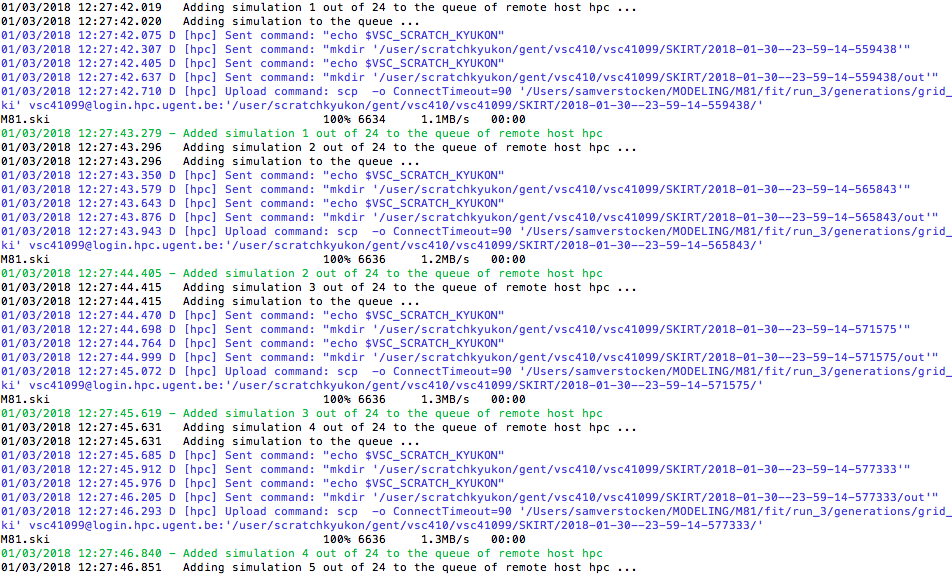 01/03/2018 12:27:42.019   Adding simulation 1 out of 24 to the queue of remote host hpc ...
01/03/2018 12:27:42.020   Adding simulation to the queue ...
01/03/2018 12:27:42.075 D [hpc] Sent command: "echo $VSC_SCRATCH_KYUKON"
01/03/2018 12:27:42.307 D [hpc] Sent command: "mkdir '/user/scratchkyukon/gent/vsc410/vsc41099/SKIRT/2018-01-30--23-59-14-559438'"
01/03/2018 12:27:42.405 D [hpc] Sent command: "echo $VSC_SCRATCH_KYUKON"
01/03/2018 12:27:42.637 D [hpc] Sent command: "mkdir '/user/scratchkyukon/gent/vsc410/vsc41099/SKIRT/2018-01-30--23-59-14-559438/out'"
01/03/2018 12:27:42.710 D [hpc] Upload command: scp  -o ConnectTimeout=90 '/Users/samverstocken/MODELING/M81/fit/run_3/generations/grid_
ki' vsc41099@login.hpc.ugent.be:'/user/scratchkyukon/gent/vsc410/vsc41099/SKIRT/2018-01-30--23-59-14-559438/'
M81.ski                                       100% 6634     1.1MB/s   00:00
01/03/2018 12:27:43.279 - Added simulation 1 out of 24 to the queue of remote host hpc
01/03/2018 12:27:43.296   Adding simulation 2 out of 24 to the queue of remote host hpc ...
01/03/2018 12:27:43.296   Adding simulation to the queue ...
01/03/2018 12:27:43.350 D [hpc] Sent command: "echo $VSC_SCRATCH_KYUKON"
01/03/2018 12:27:43.579 D [hpc] Sent command: "mkdir '/user/scratchkyukon/gent/vsc410/vsc41099/SKIRT/2018-01-30--23-59-14-565843'"
01/03/2018 12:27:43.643 D [hpc] Sent command: "echo $VSC_SCRATCH_KYUKON"
01/03/2018 12:27:43.876 D [hpc] Sent command: "mkdir '/user/scratchkyukon/gent/vsc410/vsc41099/SKIRT/2018-01-30--23-59-14-565843/out'"
01/03/2018 12:27:43.943 D [hpc] Upload command: scp  -o ConnectTimeout=90 '/Users/samverstocken/MODELING/M81/fit/run_3/generations/grid_
ki' vsc41099@login.hpc.ugent.be:'/user/scratchkyukon/gent/vsc410/vsc41099/SKIRT/2018-01-30--23-59-14-565843/'
M81.ski                                       100% 6636     1.2MB/s   00:00
01/03/2018 12:27:44.405 - Added simulation 2 out of 24 to the queue of remote host hpc
01/03/2018 12:27:44.415   Adding simulation 3 out of 24 to the queue of remote host hpc ...
01/03/2018 12:27:44.415   Adding simulation to the queue ...
01/03/2018 12:27:44.470 D [hpc] Sent command: "echo $VSC_SCRATCH_KYUKON"
01/03/2018 12:27:44.698 D [hpc] Sent command: "mkdir '/user/scratchkyukon/gent/vsc410/vsc41099/SKIRT/2018-01-30--23-59-14-571575'"
01/03/2018 12:27:44.764 D [hpc] Sent command: "echo $VSC_SCRATCH_KYUKON"
01/03/2018 12:27:44.999 D [hpc] Sent command: "mkdir '/user/scratchkyukon/gent/vsc410/vsc41099/SKIRT/2018-01-30--23-59-14-571575/out'"
01/03/2018 12:27:45.072 D [hpc] Upload command: scp  -o ConnectTimeout=90 '/Users/samverstocken/MODELING/M81/fit/run_3/generations/grid_
ki' vsc41099@login.hpc.ugent.be:'/user/scratchkyukon/gent/vsc410/vsc41099/SKIRT/2018-01-30--23-59-14-571575/'
M81.ski                                       100% 6636     1.3MB/s   00:00
01/03/2018 12:27:45.619 - Added simulation 3 out of 24 to the queue of remote host hpc
01/03/2018 12:27:45.631   Adding simulation 4 out of 24 to the queue of remote host hpc ...
01/03/2018 12:27:45.631   Adding simulation to the queue ...
01/03/2018 12:27:45.685 D [hpc] Sent command: "echo $VSC_SCRATCH_KYUKON"
01/03/2018 12:27:45.912 D [hpc] Sent command: "mkdir '/user/scratchkyukon/gent/vsc410/vsc41099/SKIRT/2018-01-30--23-59-14-577333'"
01/03/2018 12:27:45.976 D [hpc] Sent command: "echo $VSC_SCRATCH_KYUKON"
01/03/2018 12:27:46.205 D [hpc] Sent command: "mkdir '/user/scratchkyukon/gent/vsc410/vsc41099/SKIRT/2018-01-30--23-59-14-577333/out'"
01/03/2018 12:27:46.293 D [hpc] Upload command: scp  -o ConnectTimeout=90 '/Users/samverstocken/MODELING/M81/fit/run_3/generations/grid_
ki' vsc41099@login.hpc.ugent.be:'/user/scratchkyukon/gent/vsc410/vsc41099/SKIRT/2018-01-30--23-59-14-577333/'
M81.ski                                       100% 6636     1.3MB/s   00:00
01/03/2018 12:27:46.840 - Added simulation 4 out of 24 to the queue of remote host hpc
01/03/2018 12:27:46.851   Adding simulation 5 out of 24 to the queue of remote host hpc ...